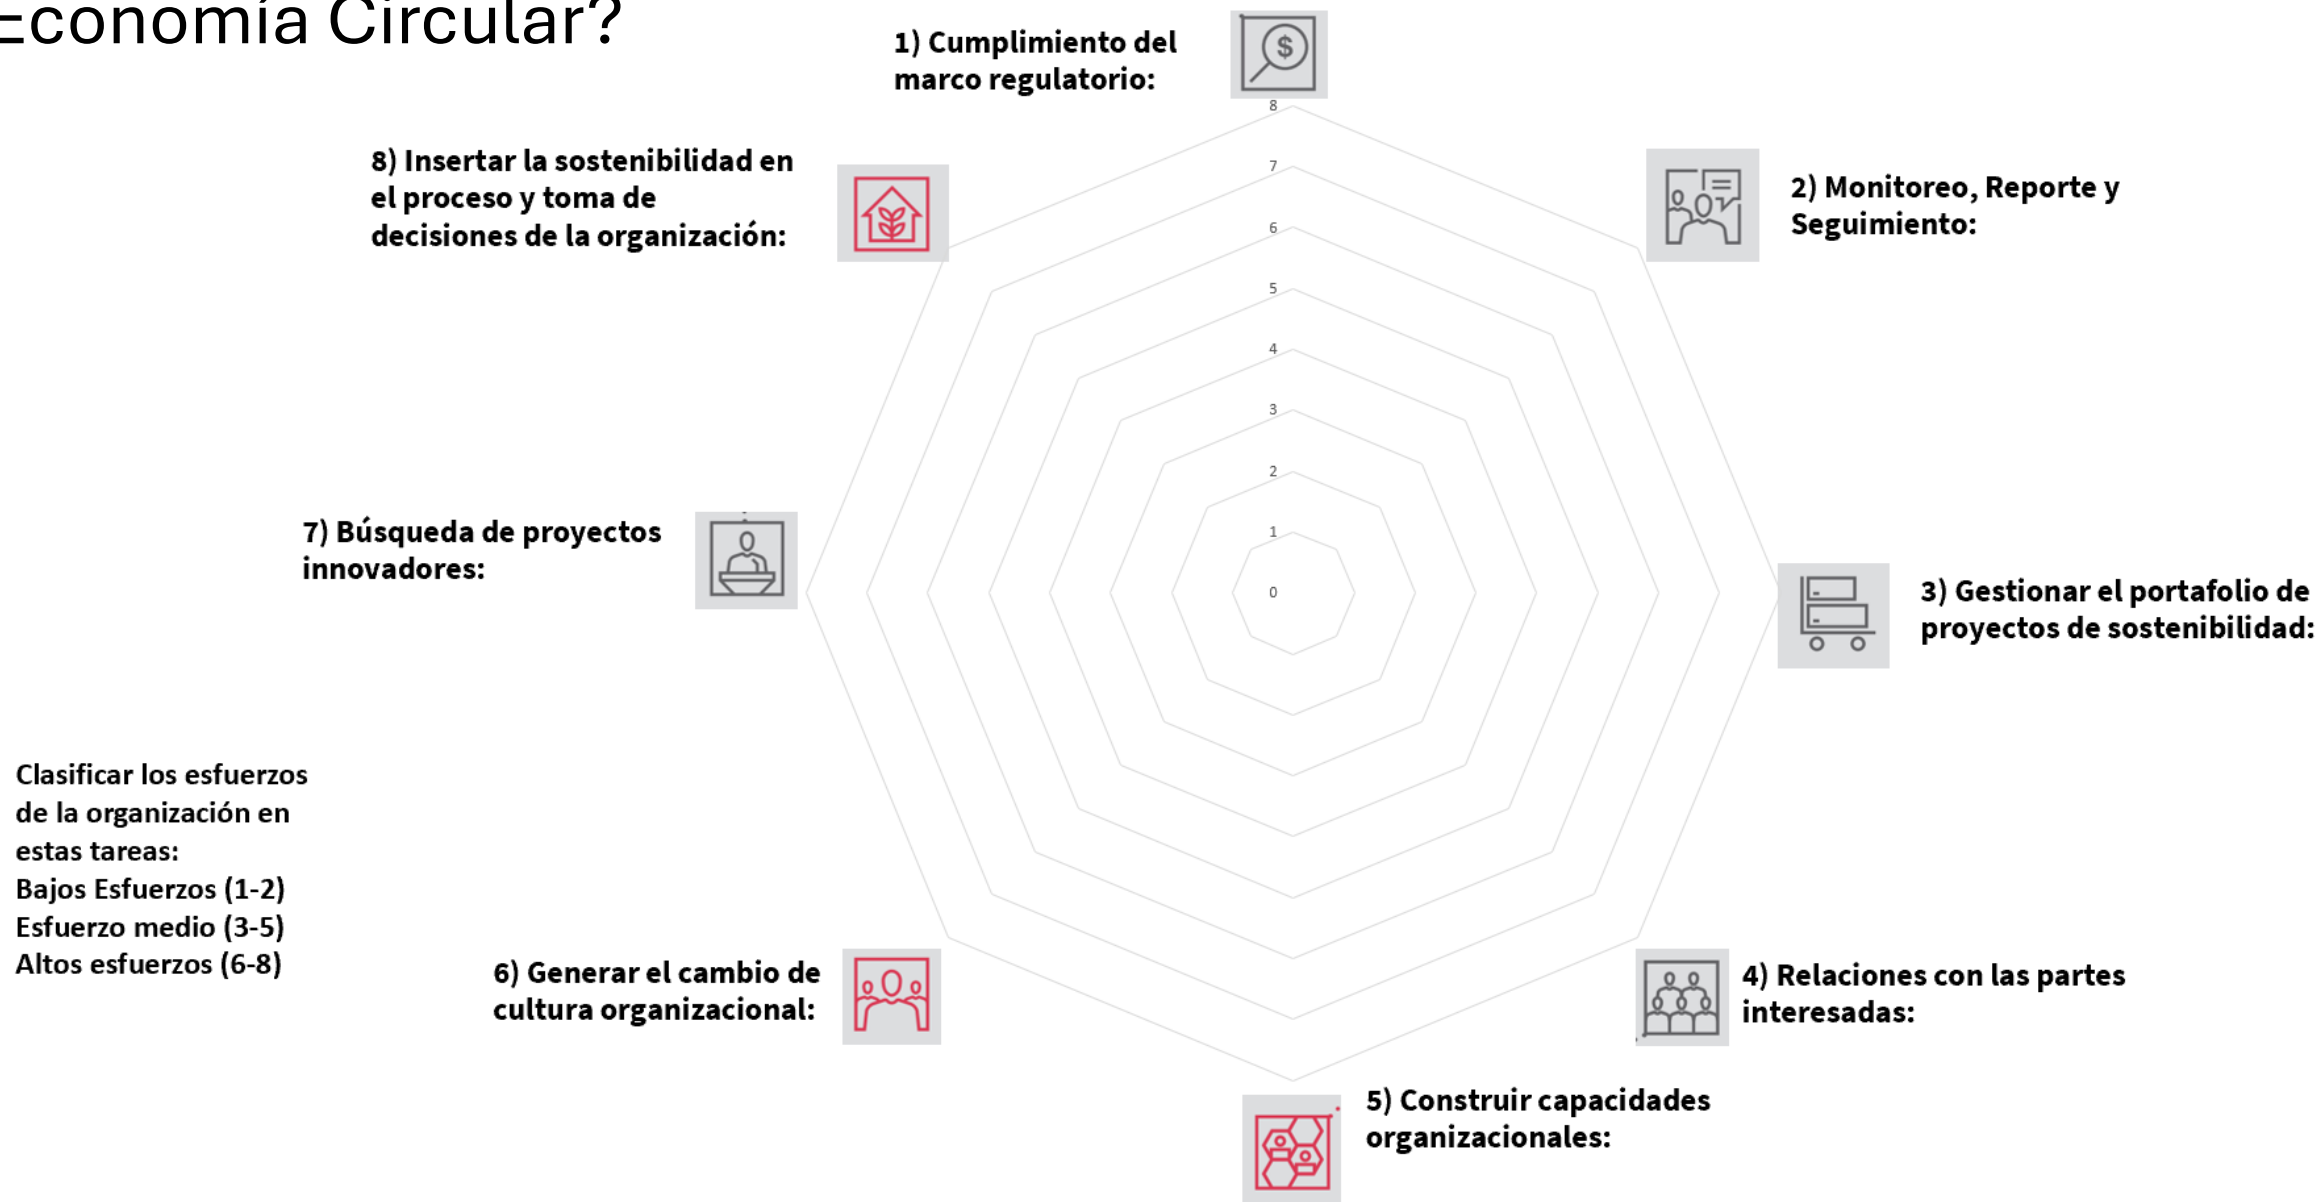 Economía Circular?
1) Cumplimiento del
marco regulatorio:
$
8) Insertar la sostenibilidad en
el proceso y toma de
decisiones de la organización:
2) Monitoreo, Reporte y
Seguimiento:
8
7
6
5
4
3
2
1
0
7) Búsqueda de proyectos
innovadores:
3) Gestionar el portafolio de
proyectos de sostenibilidad:
Clasificar los esfuerzos
de la organización en
estas tareas:
Bajos Esfuerzos (1-2)
Esfuerzo medio (3-5)
Altos esfuerzos (6-8)
6) Generar el cambio de
cultura organizacional:
4) Relaciones con las partes
interesadas:
5) Construir capacidades
organizacionales: